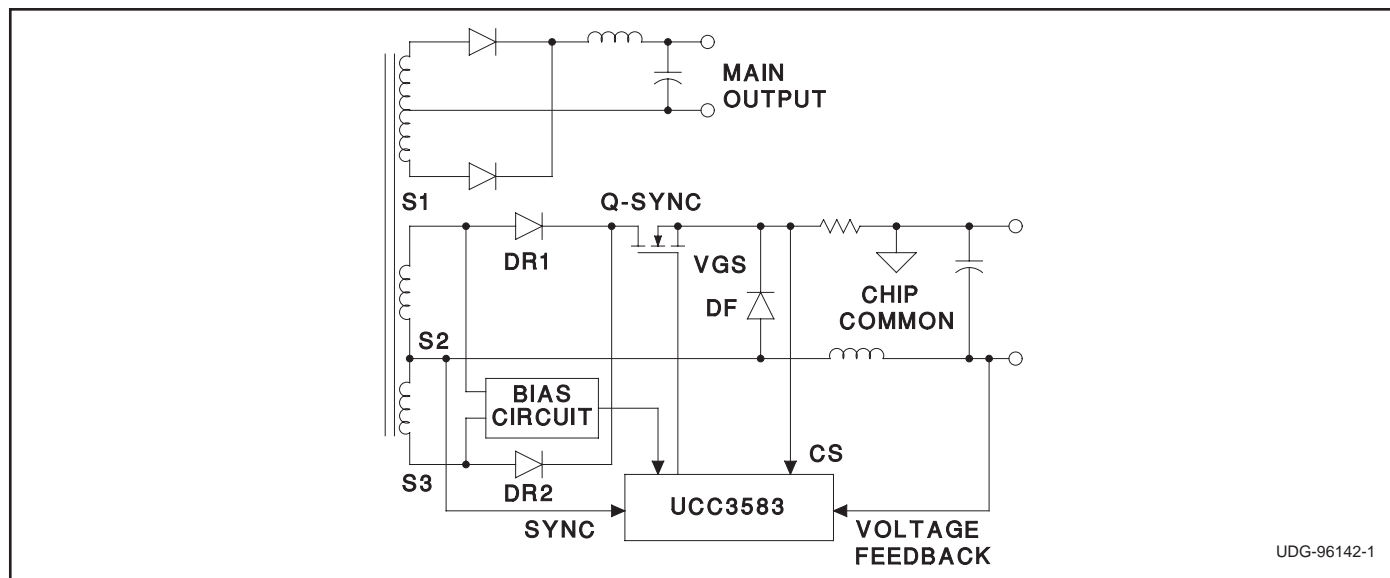 MAIN
OUTPUT
S1
Q-SYNC
DR1
VGS
DF
CHIP
COMMON
S2
BIAS
CIRCUIT
CS
S3
DR2
UCC3583
SYNC
VOLTAGE
FEEDBACK
UDG-96142-1